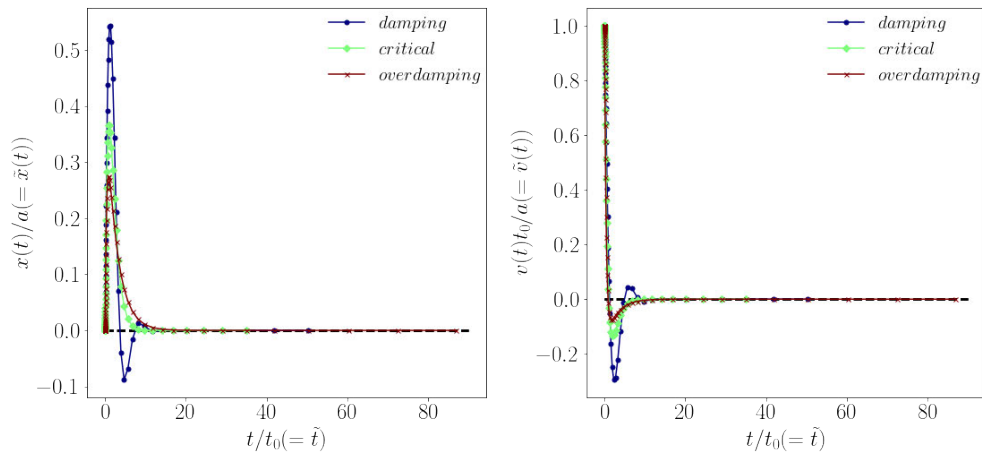 x(t)/a(= x̃(t))
0.5
0.4
0.3
0.2
0.1
0.0
−0.1
damping
critical
overdamping
0
20
40
60
80
t/t₀(= t̃)
v(t)t₀/a(= ṽ(t))
1.0
0.8
0.6
0.4
0.2
0.0
−0.2
damping
critical
overdamping
0
20
40
60
80
t/t₀(= t̃)